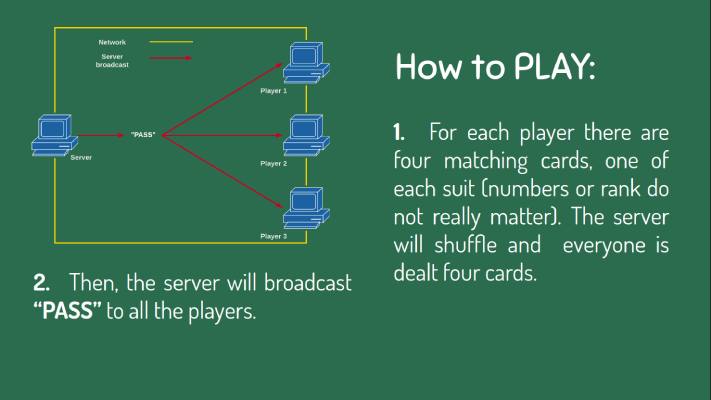 Network
Server
broadcast
Player 1
"PASS"
Server
Player 2
Player 3
How to PLAY:
1. For each player there are
four matching cards, one of
each suit (numbers or rank do
not really matter). The server
will shuffle and everyone is
dealt four cards.
2. Then, the server will broadcast
“PASS” to all the players.